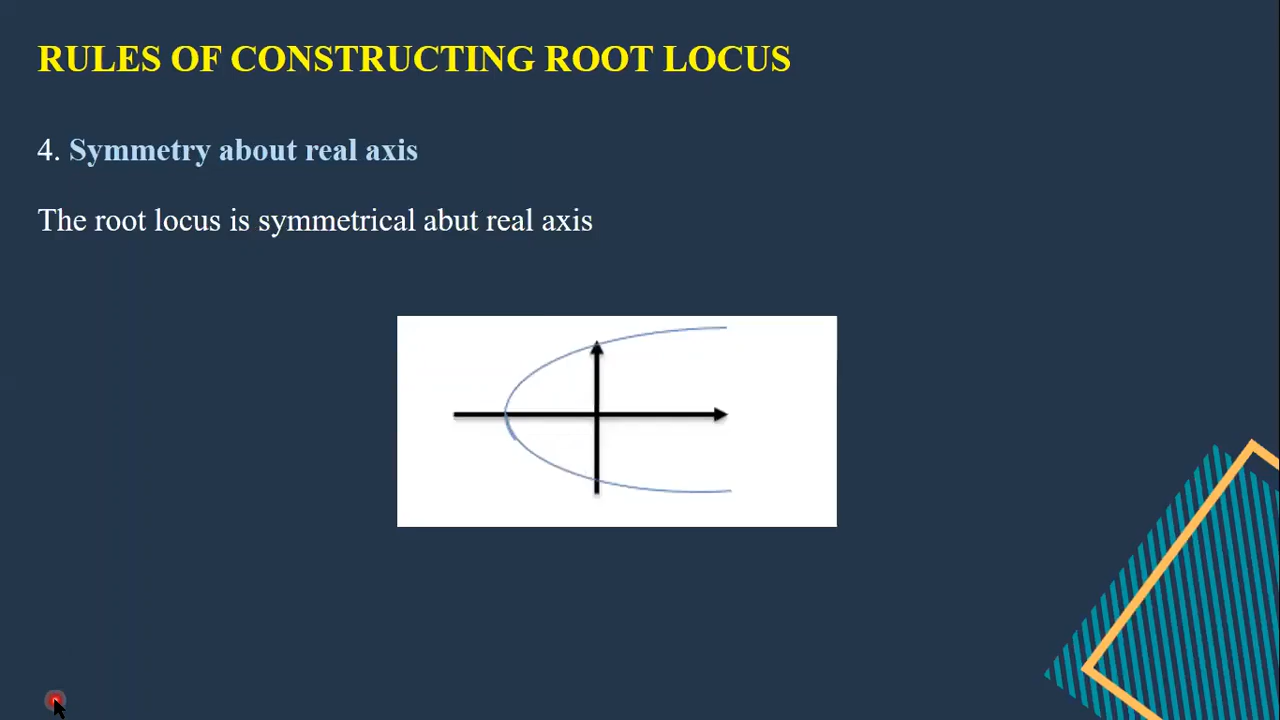 RULES OF CONSTRUCTING ROOT LOCUS
4. Symmetry about real axis
The root locus is symmetrical abut real axis